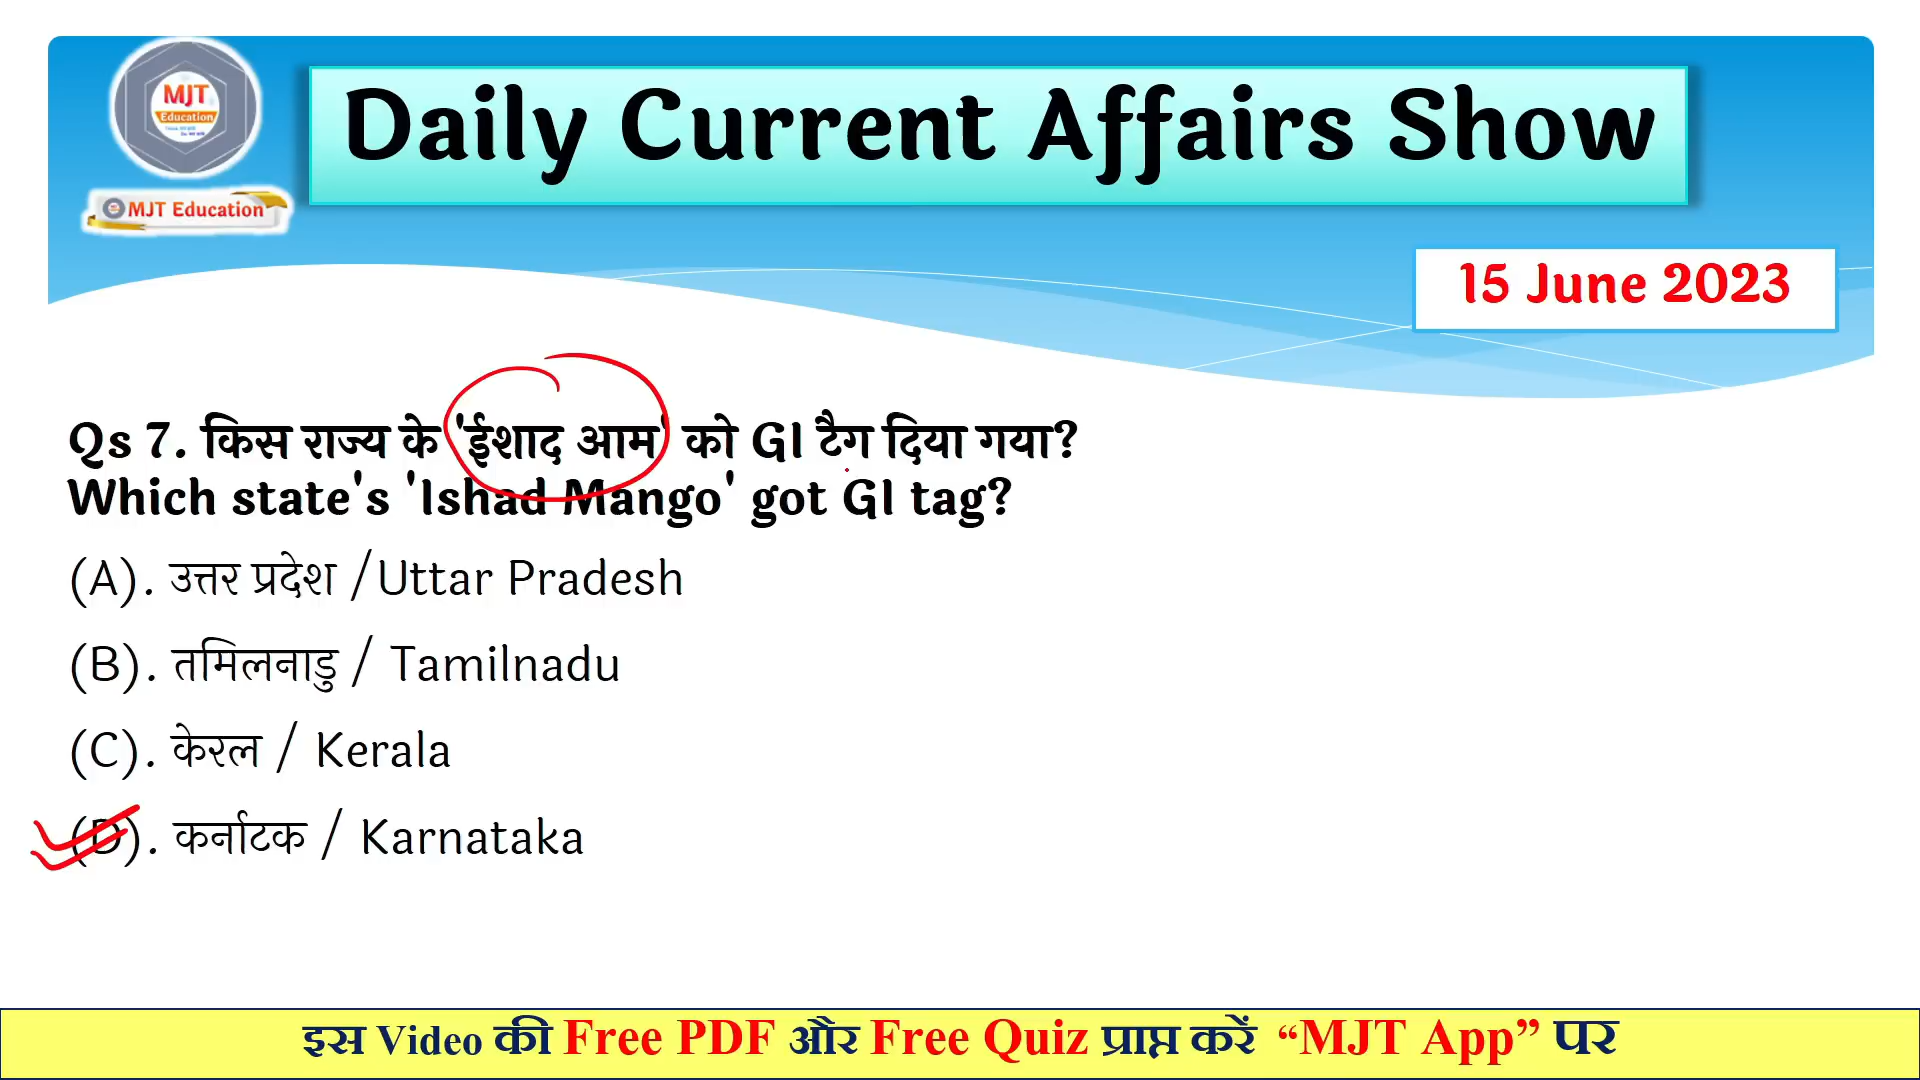 MJT
Education
MJT Education
Daily Current Affairs Show
15 June 2023
Qs 7. किस राज्य के 'ईशाद आम' को GI टैग दिया गया?
Which state's 'Ishad Mango' got GI tag?
(A). उत्तर प्रदेश /Uttar Pradesh
(B). तमिलनाडु / Tamilnadu
(C). केरल / Kerala
(D). कर्नाटक / Karnataka
इस Video की Free PDF और Free Quiz प्राप्त करें “MJT App” पर